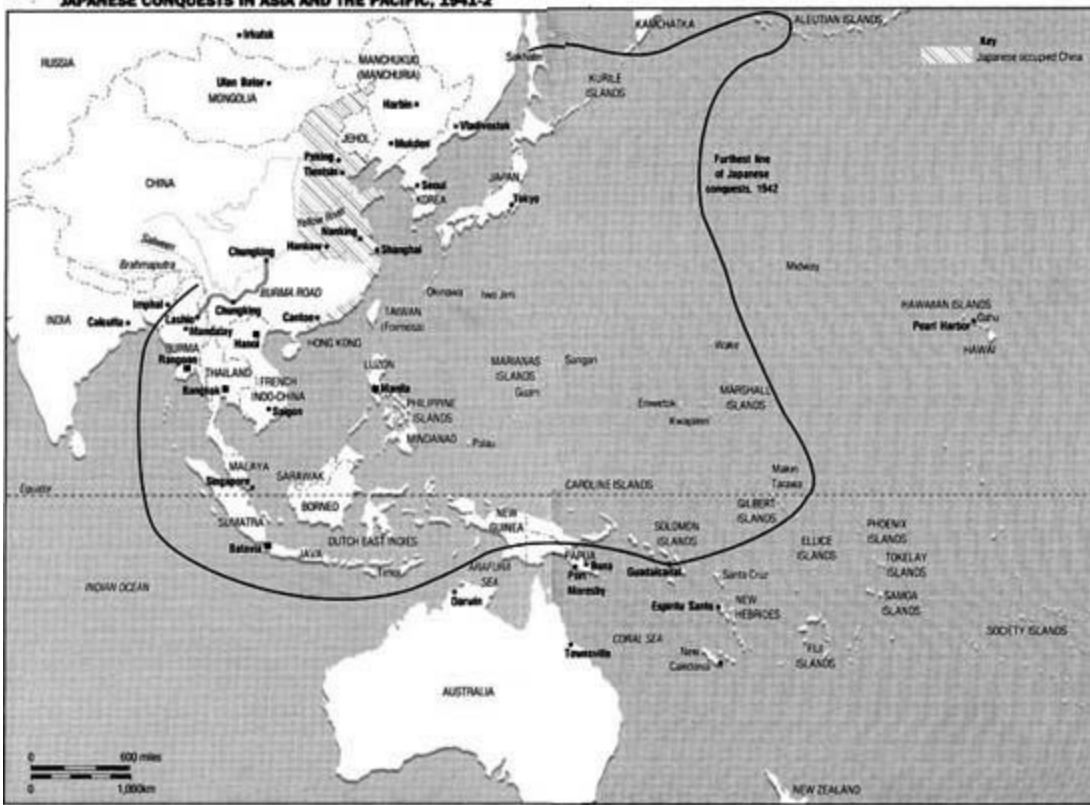 JAPANESE CONQUESTS IN ASIA AND THE PACIFIC, 1941-2
KAMCHATKA
ALEUTIAN ISLANDS
Irkutsk
Key
Japanese occupied China
RUSSIA
Sakhalin
MANCHUKUO
(MANCHURIA)
Ulan Bator
MONGOLIA
KURILE
ISLANDS
Harbin
JEHOL
Vladivostok
Mukden
Peking
Tientsin
Furthest line
of Japanese
conquests, 1942
CHINA
Seoul
KOREA
JAPAN
Tokyo
Yellow River
Nanking
Hankow
Shanghai
Salween
Brahmaputra
Chungking
Midway
BURMA ROAD
Okinawa
Iwo Jimi
Imphal
Lashio
Chungking
Canton
TAIWAN
(Formosa)
HAWAIIAN ISLANDS
Oahu
Pearl Harbor
HAWAI
INDIA
Calcutta
Mandalay
Hanoi
HONG KONG
BURMA
Rangoon
THAILAND
FRENCH
INDO-CHINA
Bangkok
Saigon
LUZON
Manila
PHILIPPINE
ISLANDS
MINDANAO
MARIANAS
ISLANDS
Guam
Wake
MARSHALL
ISLANDS
Eniwetok
Kwajalein
Palau
MALAYA
Singapore
SARAWAK
Makin
Tarawa
Equator
CAROLINE ISLANDS
SUMATRA
BORNEO
NEW
GUINEA
GILBERT
ISLANDS
DUTCH EAST INDIES
SOLOMON
ISLANDS
PHOENIX
ISLANDS
ELLICE
ISLANDS
Batavia
JAVA
Timor
ARAFURA
SEA
PAPUA
Buna
Port
Moresby
Guadalcanal
TOKELAY
ISLANDS
INDIAN OCEAN
Darwin
Santa Cruz
Espiritu Santo
NEW
HEBRIDES
SAMOA
ISLANDS
CORAL SEA
Townsville
New
Caledonia
FIJI
ISLANDS
SOCIETY ISLANDS
AUSTRALIA
0 600 miles
0 1,000km
NEW ZEALAND